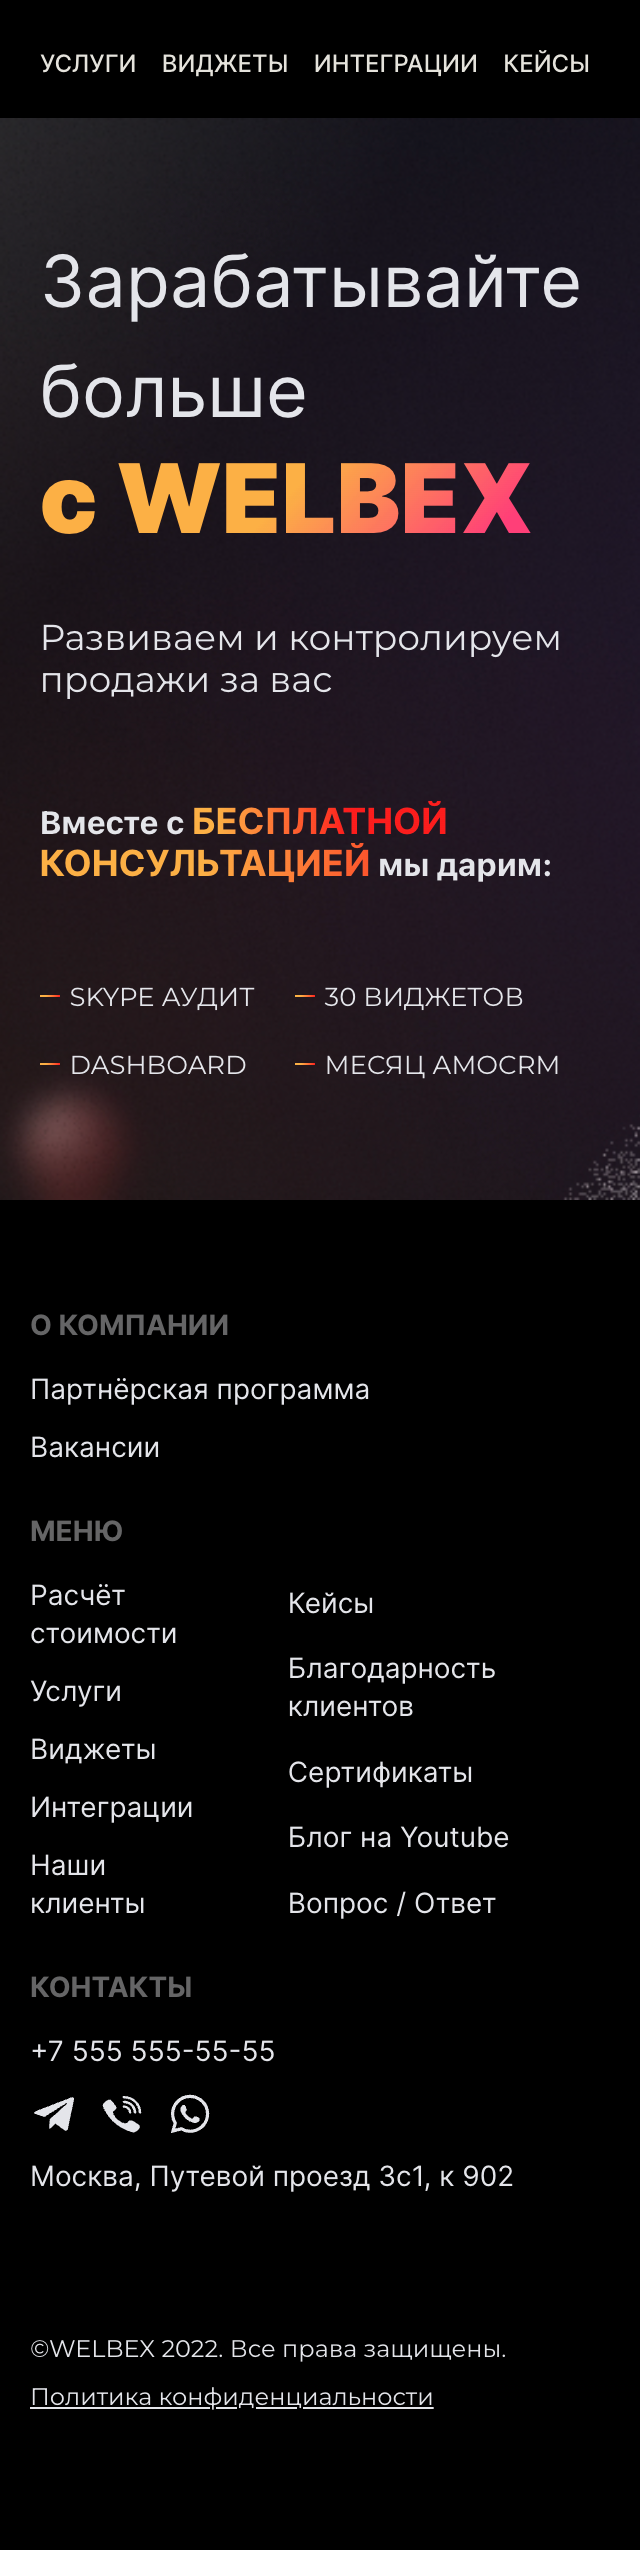 УСЛУГИ ВИДЖЕТЫ ИНТЕГРАЦИИ КЕЙСЫ
Зарабатывайте
больше
с WELBEX
Развиваем и контролируем
продажи за вас
Вместе с БЕСПЛАТНОЙ
КОНСУЛЬТАЦИЕЙ мы дарим:
SKYPE АУДИТ
30 ВИДЖЕТОВ
DASHBOARD
МЕСЯЦ AMOCRM
О КОМПАНИИ
Партнёрская программа
Вакансии
МЕНЮ
Расчёт
стоимости
Услуги
Виджеты
Интеграции
Наши
клиенты
Кейсы
Благодарность
клиентов
Сертификаты
Блог на Youtube
Вопрос / Ответ
КОНТАКТЫ
+7 555 555-55-55
Москва, Путевой проезд 3с1, к 902
©WELBEX 2022. Все права защищены.
Политика конфиденциальности